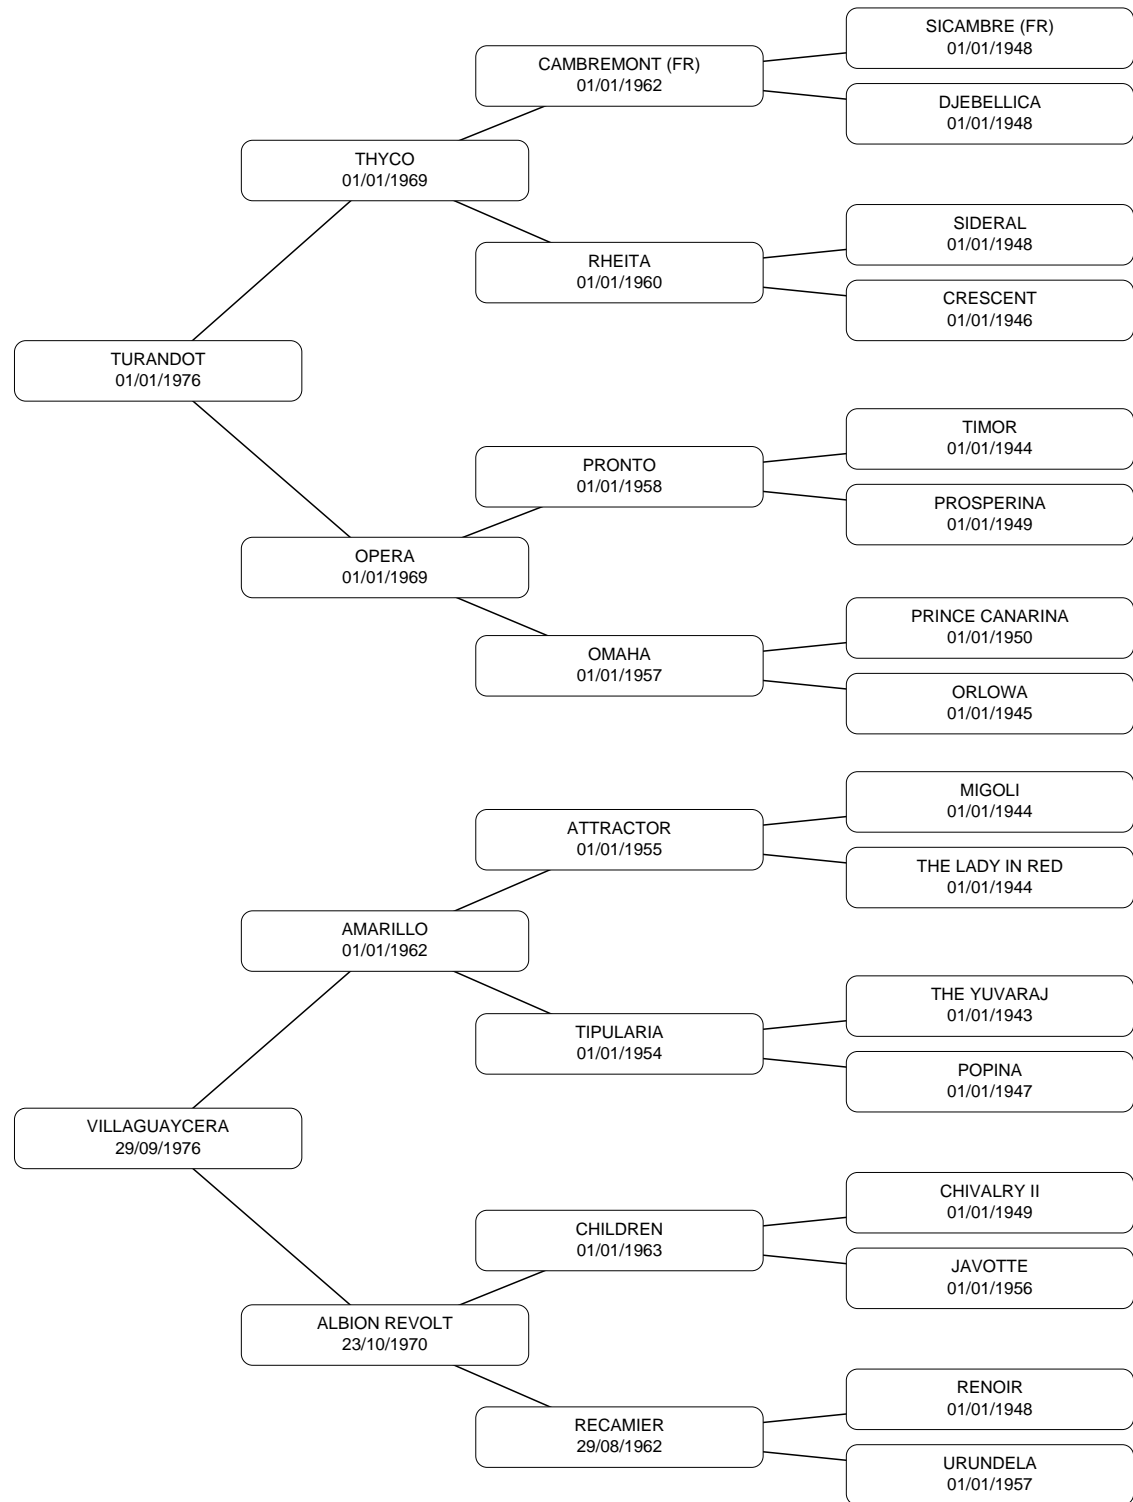 SICAMBRE (FR)
01/01/1948
CAMBREMONT (FR)
01/01/1962
DJEBELLICA
01/01/1948
THYCO
01/01/1969
SIDERAL
01/01/1948
RHEITA
01/01/1960
CRESCENT
01/01/1946
TURANDOT
01/01/1976
TIMOR
01/01/1944
PRONTO
01/01/1958
PROSPERINA
01/01/1949
OPERA
01/01/1969
PRINCE CANARINA
01/01/1950
OMAHA
01/01/1957
ORLOWA
01/01/1945
MIGOLI
01/01/1944
ATTRACTOR
01/01/1955
THE LADY IN RED
01/01/1944
AMARILLO
01/01/1962
THE YUVARAJ
01/01/1943
TIPULARIA
01/01/1954
POPINA
01/01/1947
VILLAGUAYCERA
29/09/1976
CHIVALRY II
01/01/1949
CHILDREN
01/01/1963
JAVOTTE
01/01/1956
ALBION REVOLT
23/10/1970
RENOIR
01/01/1948
RECAMIER
29/08/1962
URUNDELA
01/01/1957